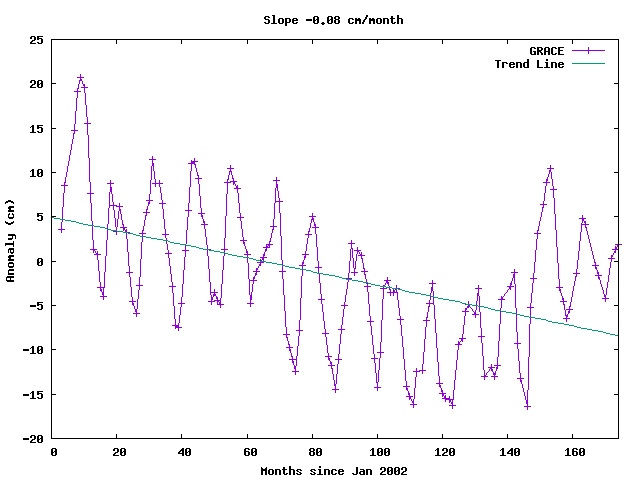 Slope -0.08 cm/month
GRACE
Trend Line
Anomaly (cm)
25
20
15
10
5
0
-5
-10
-15
-20
0 20 40 60 80 100 120 140 160
Months since Jan 2002